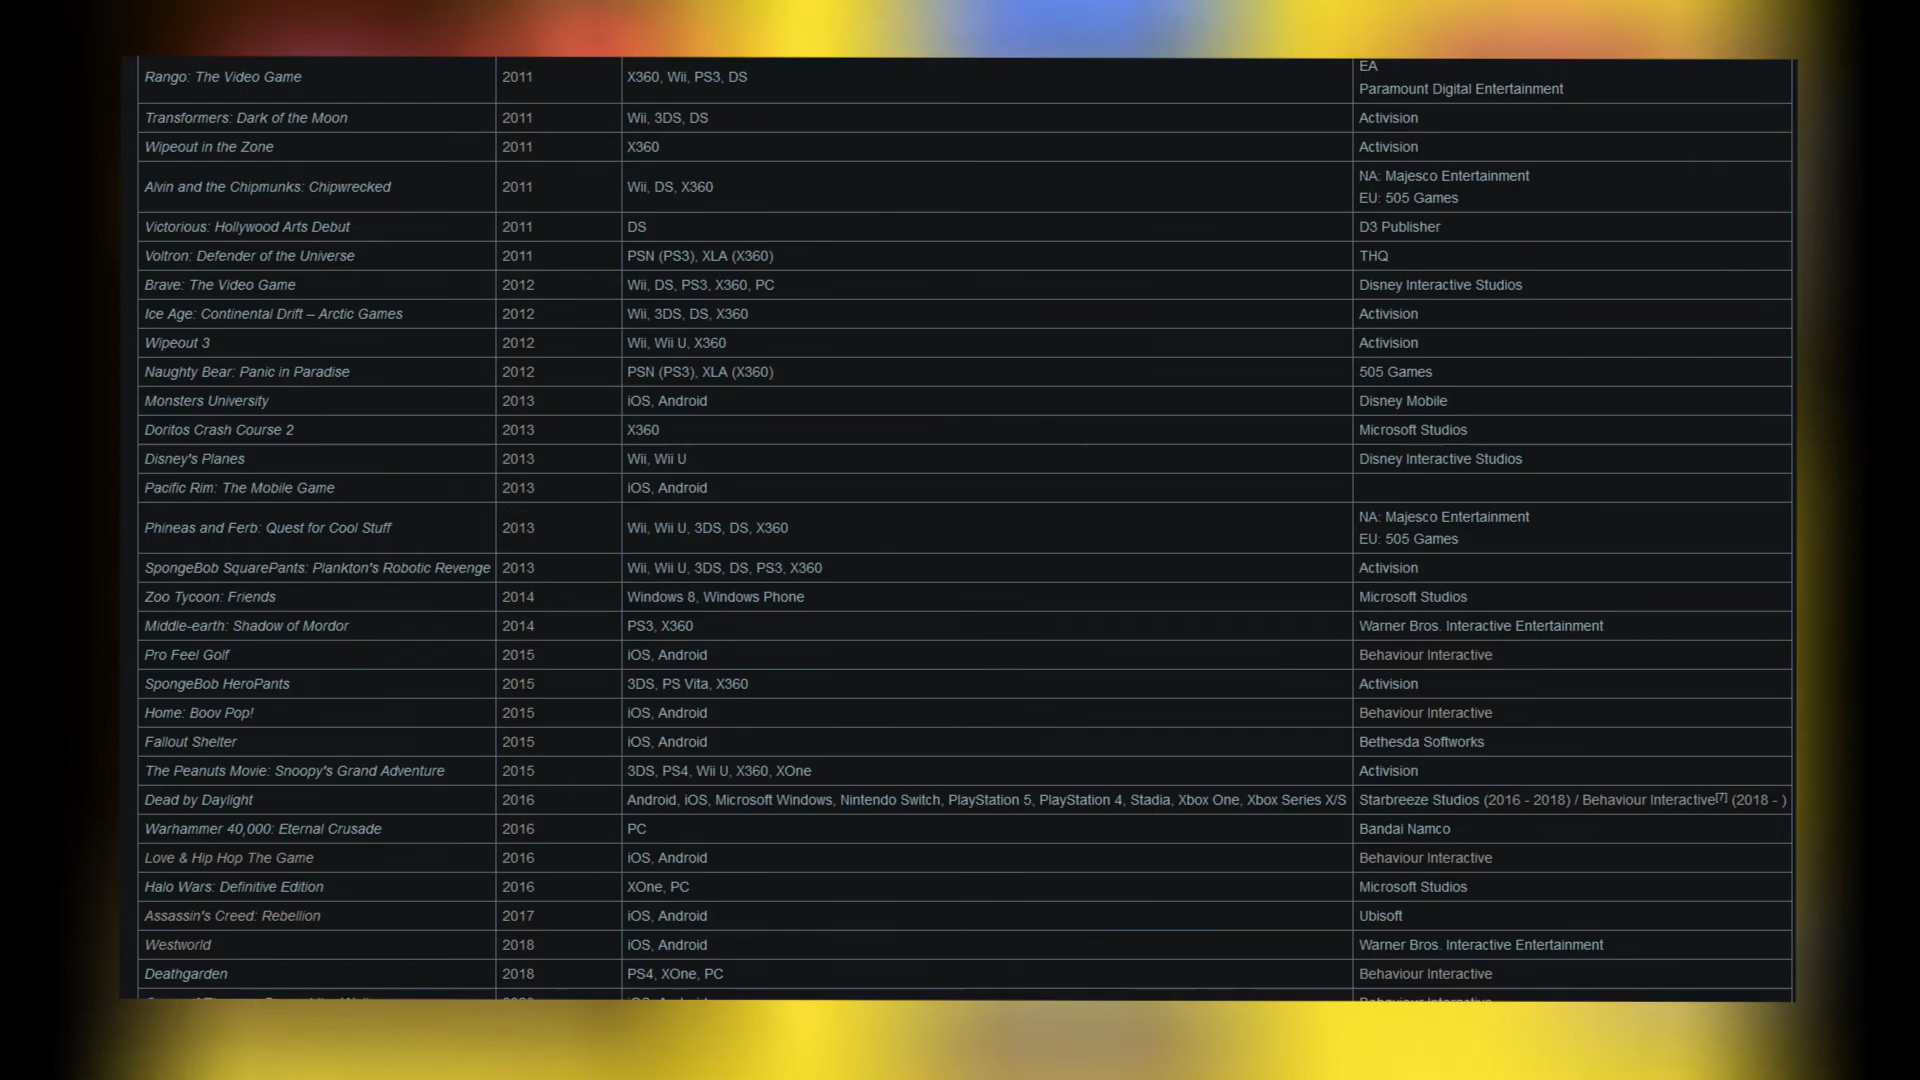 Rango: The Video Game 2011 X360, Wii, PS3, DS EA
Paramount Digital Entertainment
Transformers: Dark of the Moon 2011 Wii, 3DS, DS Activision
Wipeout in the Zone 2011 X360 Activision
Alvin and the Chipmunks: Chipwrecked 2011 Wii, DS, X360 NA: Majesco Entertainment
EU: 505 Games
Victorious: Hollywood Arts Debut 2011 DS D3 Publisher
Voltron: Defender of the Universe 2011 PSN (PS3), XLA (X360) THQ
Brave: The Video Game 2012 Wii, DS, PS3, X360, PC Disney Interactive Studios
Ice Age: Continental Drift – Arctic Games 2012 Wii, 3DS, DS, X360 Activision
Wipeout 3 2012 Wii, Wii U, X360 Activision
Naughty Bear: Panic in Paradise 2012 PSN (PS3), XLA (X360) 505 Games
Monsters University 2013 iOS, Android Disney Mobile
Doritos Crash Course 2 2013 X360 Microsoft Studios
Disney's Planes 2013 Wii, Wii U Disney Interactive Studios
Pacific Rim: The Mobile Game 2013 iOS, Android
Phineas and Ferb: Quest for Cool Stuff 2013 Wii, Wii U, 3DS, DS, X360 NA: Majesco Entertainment
EU: 505 Games
SpongeBob SquarePants: Plankton's Robotic Revenge 2013 Wii, Wii U, 3DS, DS, PS3, X360 Activision
Zoo Tycoon: Friends 2014 Windows 8, Windows Phone Microsoft Studios
Middle-earth: Shadow of Mordor 2014 PS3, X360 Warner Bros. Interactive Entertainment
Pro Feel Golf 2015 iOS, Android Behaviour Interactive
SpongeBob HeroPants 2015 3DS, PS Vita, X360 Activision
Home: Boov Pop! 2015 iOS, Android Behaviour Interactive
Fallout Shelter 2015 iOS, Android Bethesda Softworks
The Peanuts Movie: Snoopy's Grand Adventure 2015 3DS, PS4, Wii U, X360, XOne Activision
Dead by Daylight 2016 Android, iOS, Microsoft Windows, Nintendo Switch, PlayStation 5, PlayStation 4, Stadia, Xbox One, Xbox Series X/S Starbreeze Studios (2016 - 2018) / Behaviour Interactive[7] (2018 - )
Warhammer 40,000: Eternal Crusade 2016 PC Bandai Namco
Love & Hip Hop The Game 2016 iOS, Android Behaviour Interactive
Halo Wars: Definitive Edition 2016 XOne, PC Microsoft Studios
Assassin's Creed: Rebellion 2017 iOS, Android Ubisoft
Westworld 2018 iOS, Android Warner Bros. Interactive Entertainment
Deathgarden 2018 PS4, XOne, PC Behaviour Interactive